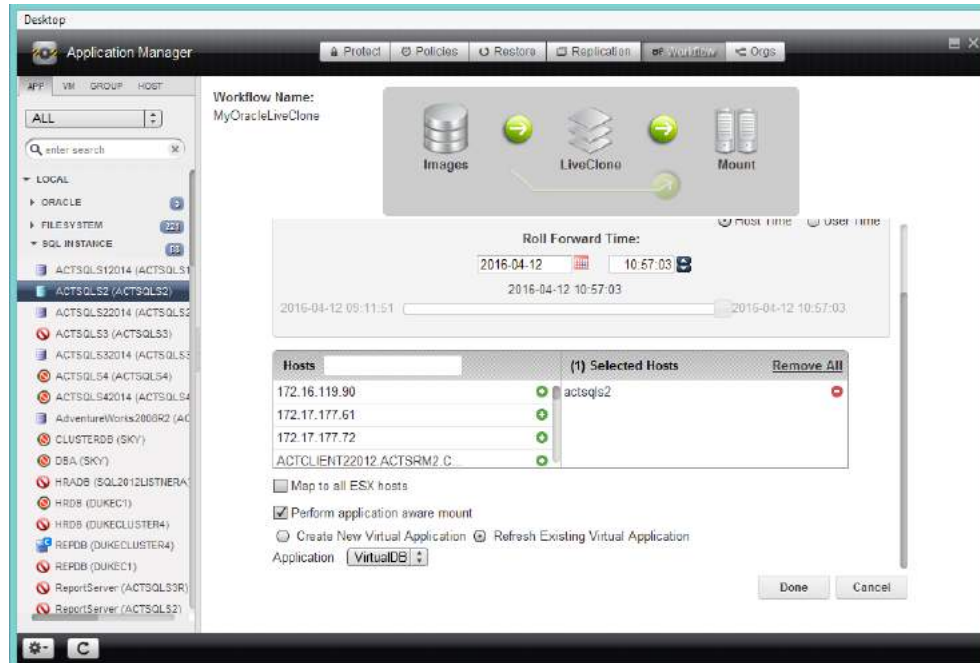 Desktop
Application Manager
Protect Policies Restore Replication Workflow Orgs
APP VM GROUP HOST
ALL
enter search
LOCAL
ORACLE
FILESYSTEM
SQL INSTANCE
ACTSQLS12014 (ACTSQLS1
ACTSQLS2 (ACTSQLS2)
ACTSQLS22014 (ACTSQLS2
ACTSQLS3 (ACTSQLS3)
ACTSQLS32014 (ACTSQLS3
ACTSQLS4 (ACTSQLS4)
ACTSQLS42014 (ACTSQLS4
AdventureWorks2008R2 (AC
CLUSTERDB (SKY)
DBA (SKY)
HRADB (SQL2012LISTNERA
HRDB (DUKEC1)
HRDB (DUKECLUSTER4)
REPDB (DUKECLUSTER4)
REPDB (DUKEC1)
ReportServer (ACTSQLS3R)
ReportServer (ACTSQLS2)
Workflow Name:
MyOracleLiveClone
Images LiveClone Mount
Host Time User Time
Roll Forward Time:
2016-04-12 10:57:03
2016-04-12 10:57:03
2016-04-12 09:11:51 2016-04-12 10:57:03
Hosts (1) Selected Hosts Remove All
172.16.119.90 actsqls2
172.17.177.61
172.17.177.72
ACTCLIENT22012.ACTSRM2.C...
Map to all ESX hosts
Perform application aware mount
Create New Virtual Application Refresh Existing Virtual Application
Application VirtualDB
Done Cancel